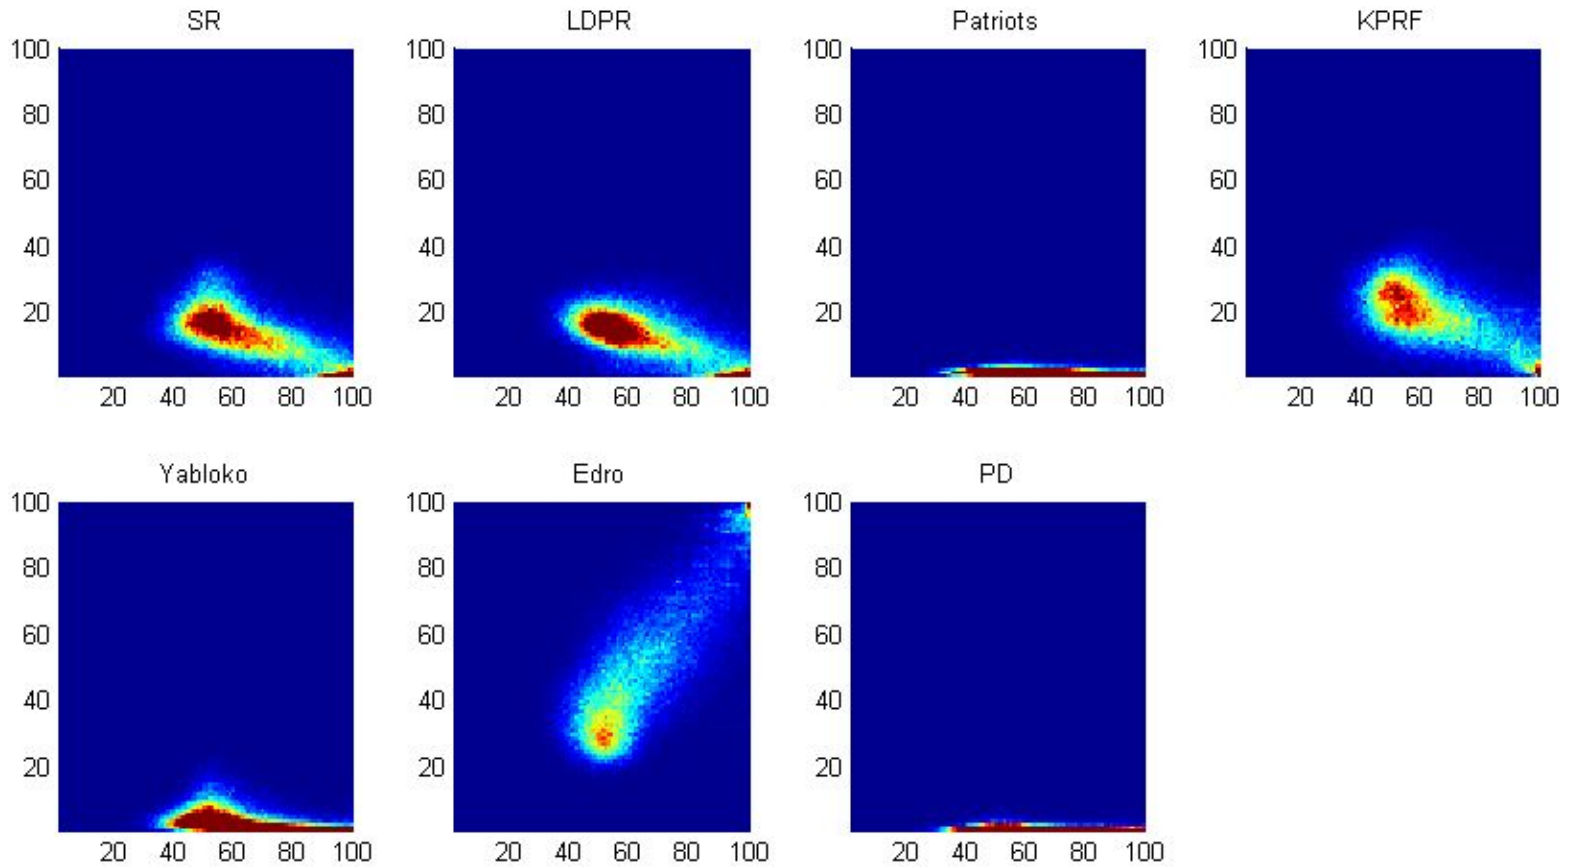 SR LDPR Patriots KPRF
100 100 100 100
80 80 80 80
60 60 60 60
40 40 40 40
20 20 20 20
20 40 60 80 100 20 40 60 80 100 20 40 60 80 100 20 40 60 80 100
Yabloko Edro PD
100 100 100
80 80 80
60 60 60
40 40 40
20 20 20
20 40 60 80 100 20 40 60 80 100 20 40 60 80 100